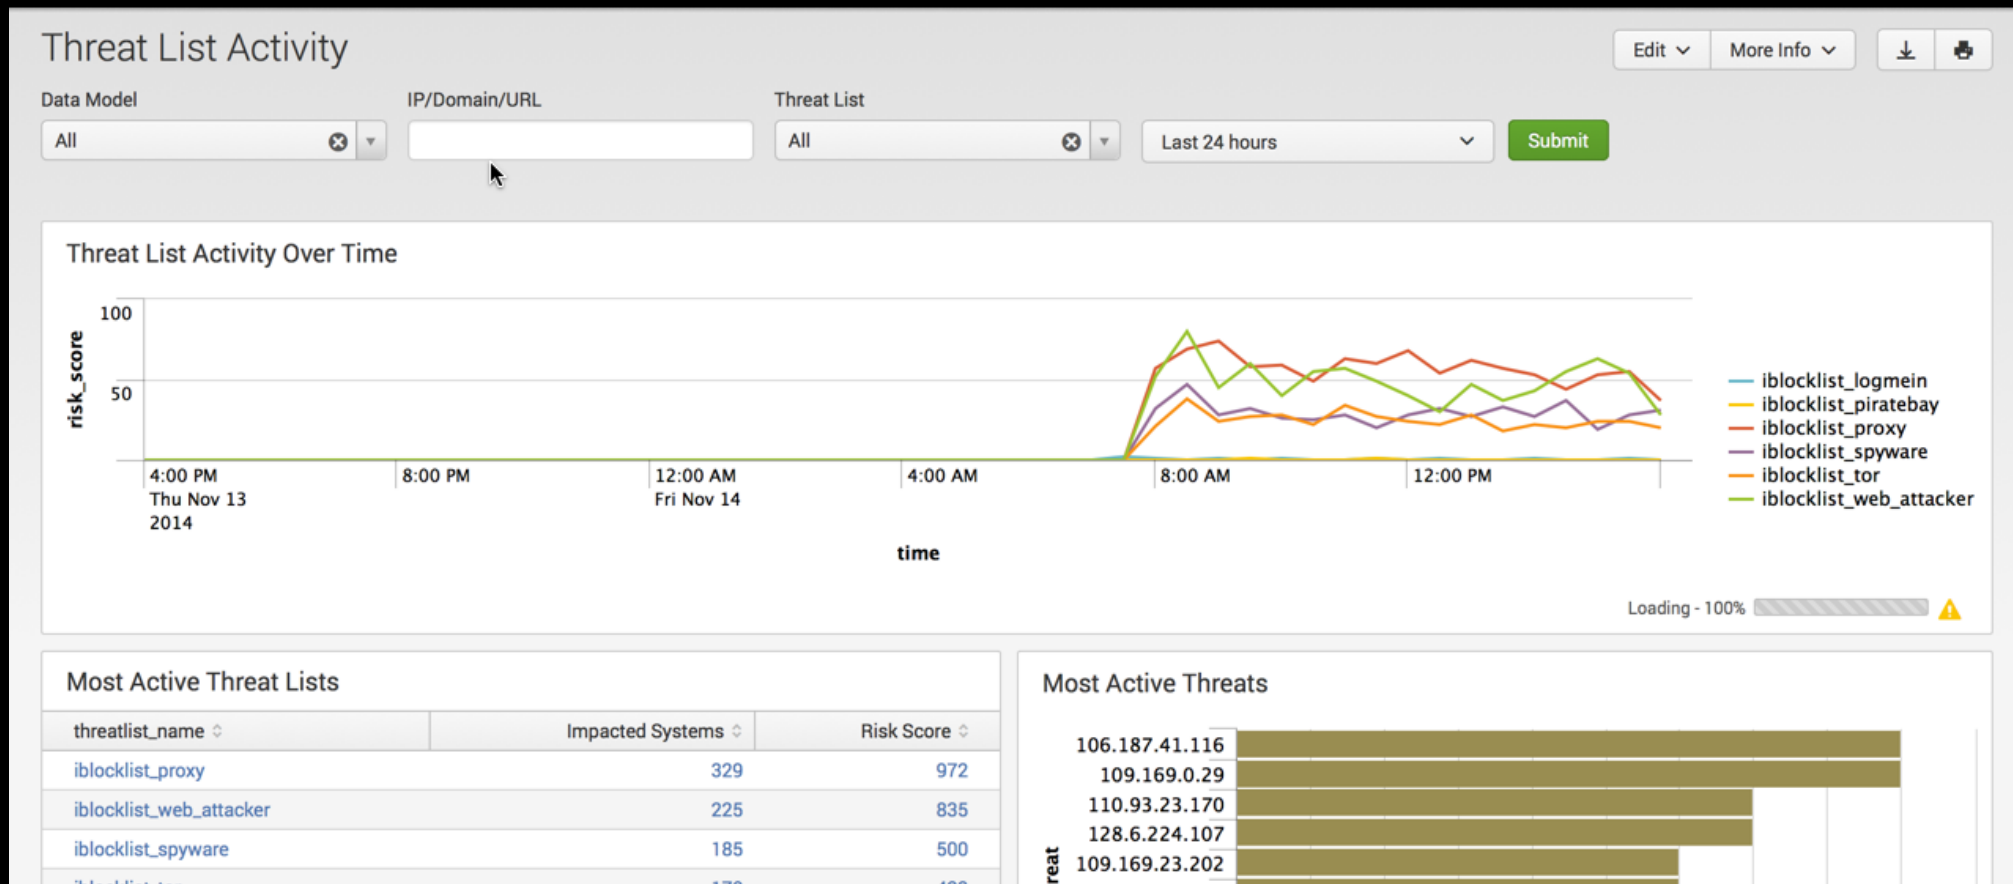 Threat List Activity
Edit More Info
Data Model IP/Domain/URL Threat List
All All Last 24 hours Submit
Threat List Activity Over Time
100
50
risk_score
iblocklist_logmein
iblocklist_piratebay
iblocklist_proxy
iblocklist_spyware
iblocklist_tor
iblocklist_web_attacker
4:00 PM 8:00 PM 12:00 AM 4:00 AM 8:00 AM 12:00 PM
Thu Nov 13 Fri Nov 14
2014
time
Loading - 100%
Most Active Threat Lists
threatlist_name Impacted Systems Risk Score
iblocklist_proxy 329 972
iblocklist_web_attacker 225 835
iblocklist_spyware 185 500
Most Active Threats
106.187.41.116
109.169.0.29
110.93.23.170
128.6.224.107
109.169.23.202